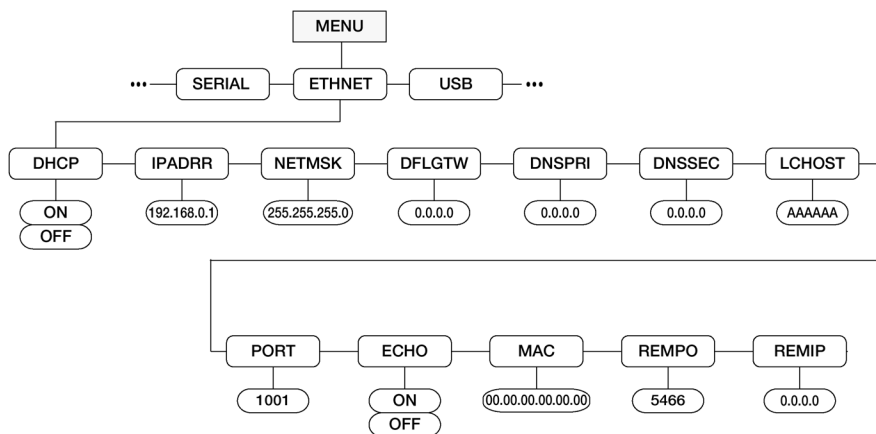 MENU
••• SERIAL ETHNET USB •••
DHCP IPADRR NETMSK DFLGTW DNSPRI DNSSEC LCHOST
ON 192.168.0.1 255.255.255.0 0.0.0.0 0.0.0.0 0.0.0.0 AAAAAA
OFF
PORT ECHO MAC REMPO REMIP
1001 ON 00.00.00.00.00.00 5466 0.0.0.0
OFF